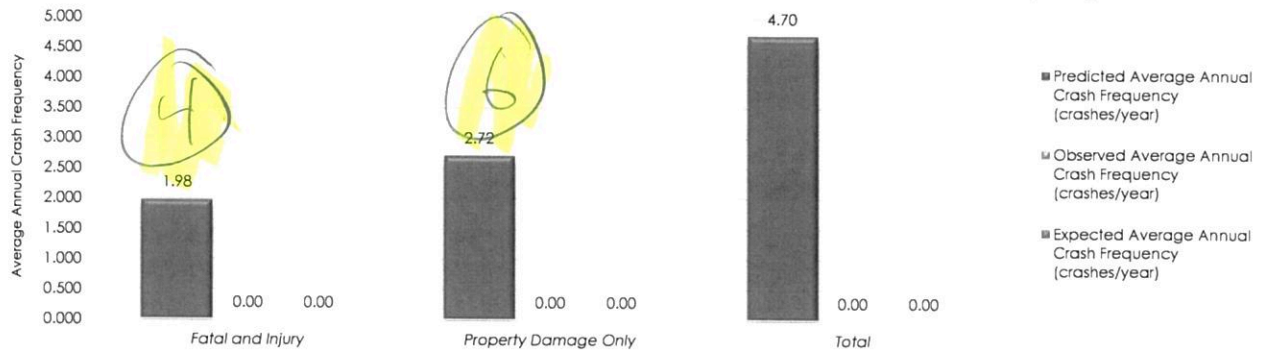 5.000
4.500
4.000
3.500
3.000
2.500
2.000
1.500
1.000
0.500
0.000
Average Annual Crash Frequency
4
1.98
0.00 0.00
Fatal and Injury
6
2.72
0.00 0.00
Property Damage Only
4.70
0.00 0.00
Total
Predicted Average Annual
Crash Frequency
(crashes/year)
Observed Average Annual
Crash Frequency
(crashes/year)
Expected Average Annual
Crash Frequency
(crashes/year)